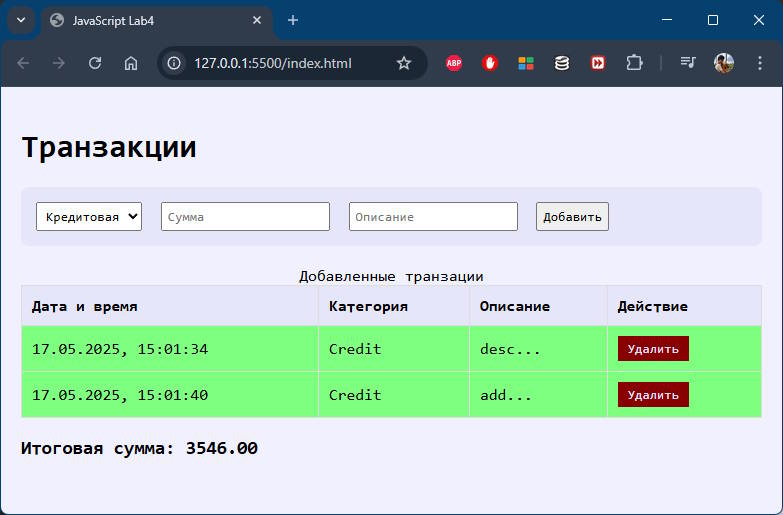 JavaScript Lab4
127.0.0.1:5500/index.html
ABP
Транзакции
Кредитовая Сумма Описание Добавить
Добавленные транзации
Дата и время Категория Описание Действие
17.05.2025, 15:01:34 Credit desc... Удалить
17.05.2025, 15:01:40 Credit add... Удалить
Итоговая сумма: 3546.00